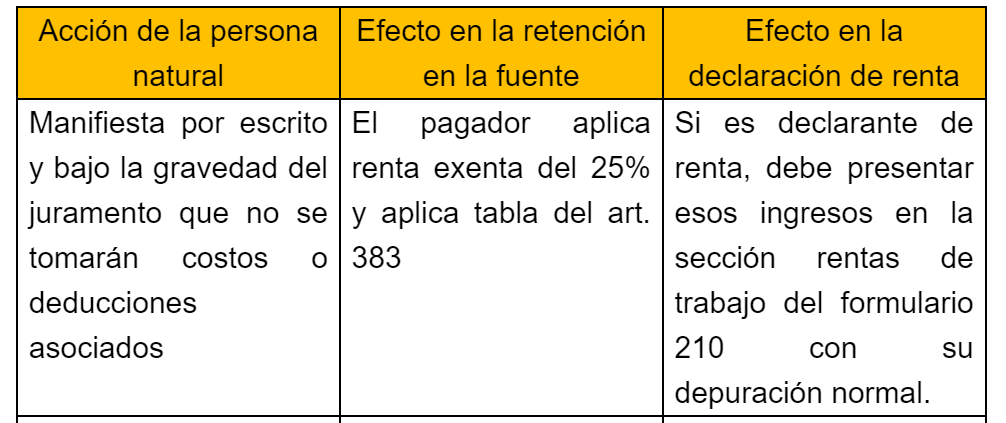 Acción de la persona
natural
Efecto en la retención
en la fuente
Efecto en la
declaración de renta
Manifiesta por escrito
y bajo la gravedad del
juramento que no se
tomarán costos o
deducciones
asociados
El pagador aplica
renta exenta del 25%
y aplica tabla del art.
383
Si es declarante de
renta, debe presentar
esos ingresos en la
sección rentas de
trabajo del formulario
210 con su
depuración normal.